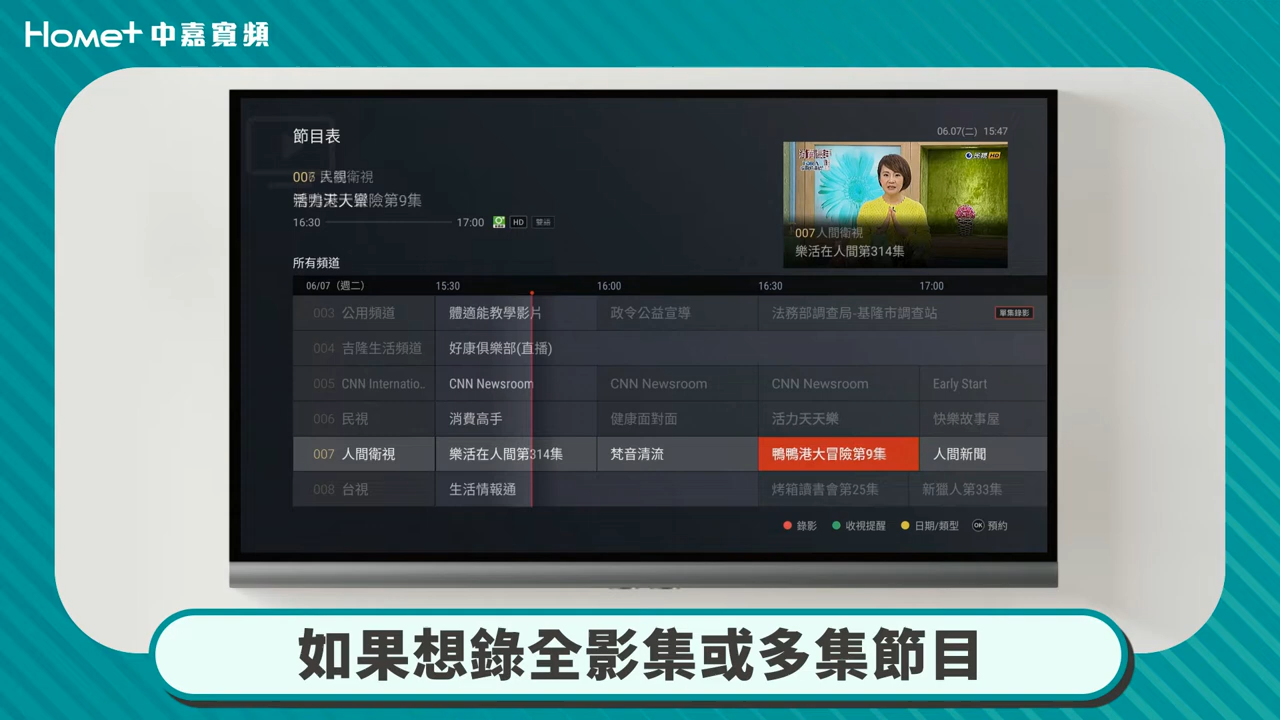 Home+ 中嘉寬頻
節目表
06.07(二) 15:47
民視HD
007 人間衛視
樂活在人間第314集
16:30 17:00 HD 雙語
所有頻道
06/07 (週二) 15:30 16:00 16:30 17:00
003 公用頻道 體適能教學影片 政令公益宣導 法務部調查局-基隆市調查站 單集錄影
004 吉隆生活頻道 好康俱樂部(直播)
005 CNN Internatio.. CNN Newsroom CNN Newsroom CNN Newsroom Early Start
006 民視 消費高手 健康面對面 活力天天樂 快樂故事屋
007 人間衛視 樂活在人間第314集 梵音清流 鴨鴨港大冒險第9集 人間新聞
008 台視 生活情報通 烤箱讀書會第25集 新獵人第33集
錄影 收視提醒 日期/類型 OK 預約
如果想錄全影集或多集節目